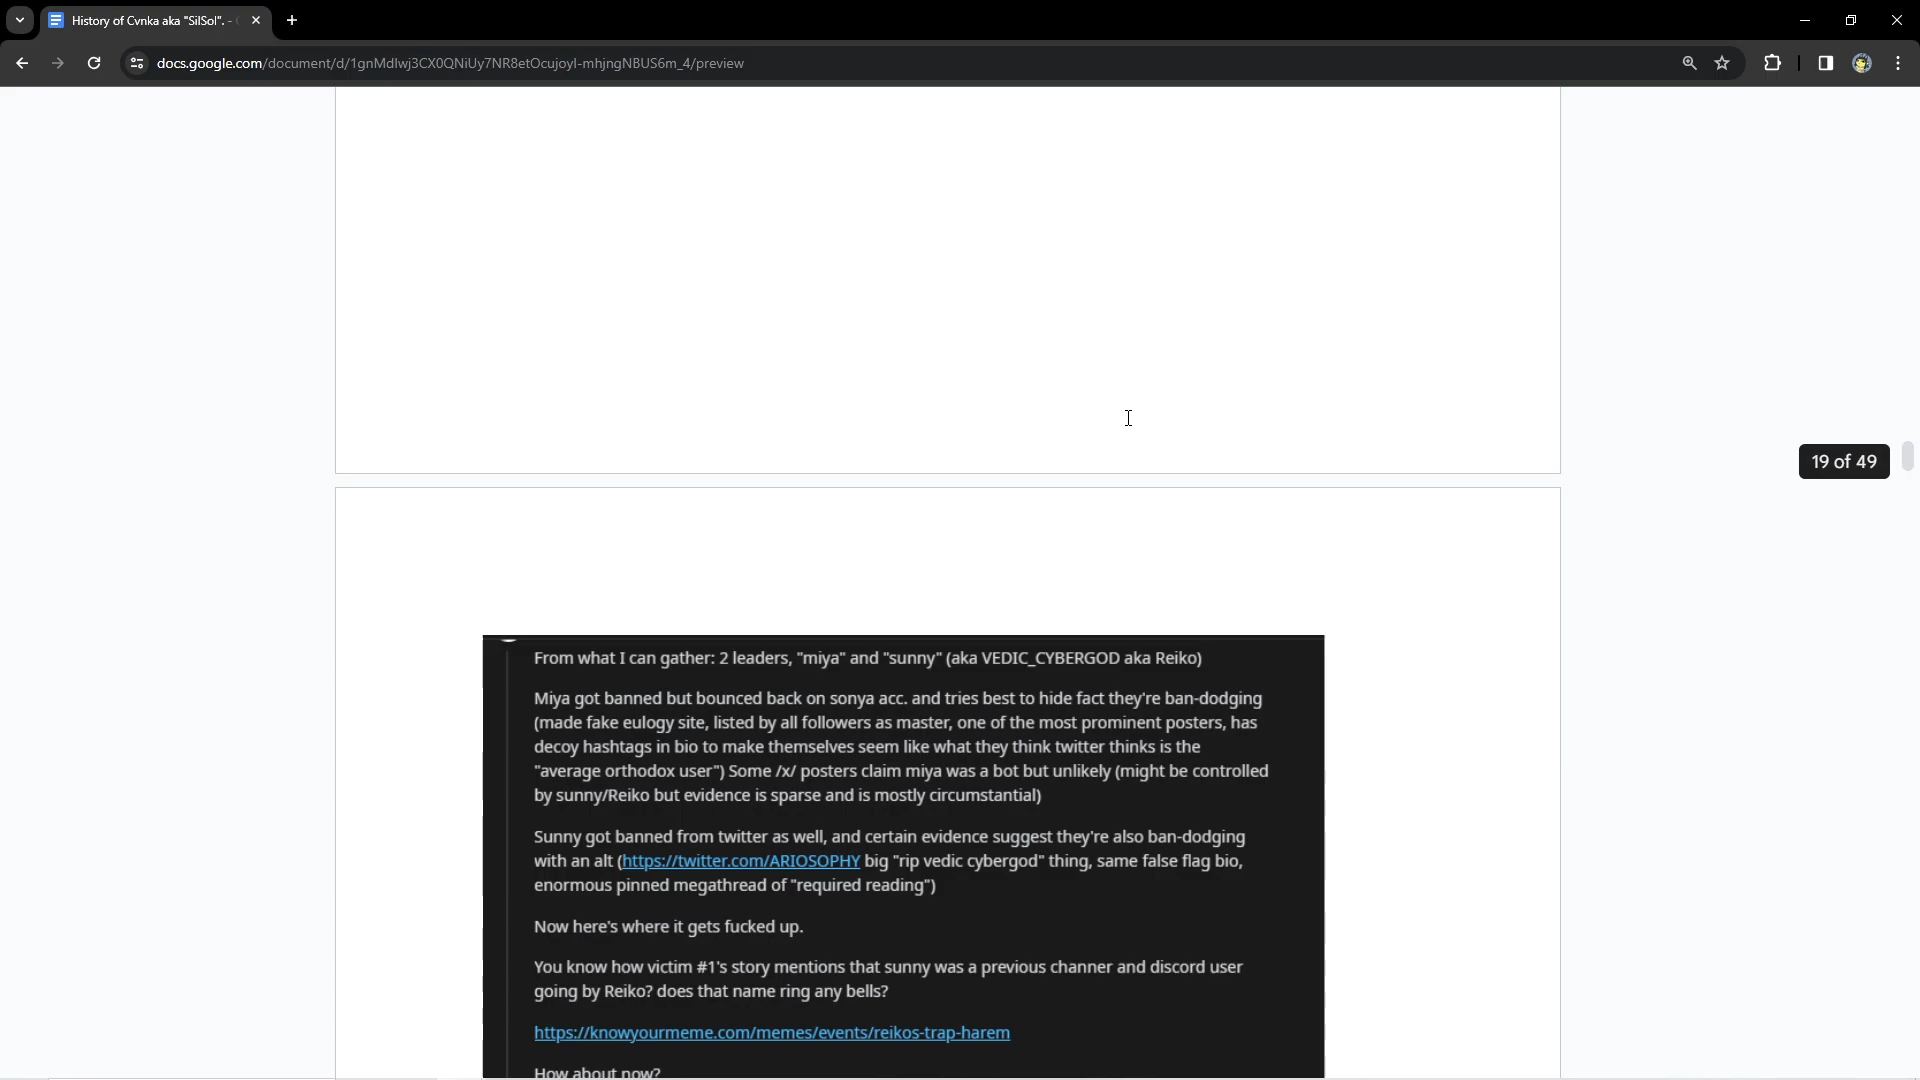 History of Cvnka aka "SilSol". -
docs.google.com/document/d/1gnMdlwj3CX0QNiUy7NR8etOcujoyl-mhjngNBUS6m_4/preview
19 of 49
From what I can gather: 2 leaders, "miya" and "sunny" (aka VEDIC_CYBERGOD aka Reiko)
Miya got banned but bounced back on sonya acc. and tries best to hide fact they're ban-dodging
(made fake eulogy site, listed by all followers as master, one of the most prominent posters, has
decoy hashtags in bio to make themselves seem like what they think twitter thinks is the
"average orthodox user") Some /x/ posters claim miya was a bot but unlikely (might be controlled
by sunny/Reiko but evidence is sparse and is mostly circumstantial)
Sunny got banned from twitter as well, and certain evidence suggest they're also ban-dodging
with an alt (https://twitter.com/ARIOSOPHY big "rip vedic cybergod" thing, same false flag bio,
enormous pinned megathread of "required reading")
Now here's where it gets fucked up.
You know how victim #1's story mentions that sunny was a previous channer and discord user
going by Reiko? does that name ring any bells?
https://knowyourmeme.com/memes/events/reikos-trap-harem
How about now?